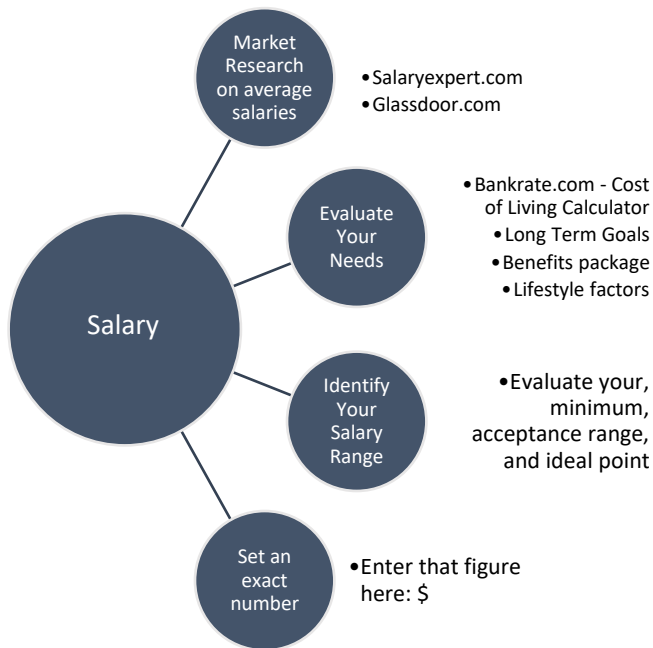 Market
Research
on average
salaries
•Salaryexpert.com
•Glassdoor.com
Evaluate
Your
Needs
•Bankrate.com - Cost
of Living Calculator
•Long Term Goals
•Benefits package
•Lifestyle factors
Salary
Identify
Your
Salary
Range
•Evaluate your,
minimum,
acceptance range,
and ideal point
Set an
exact
number
•Enter that figure
here: $